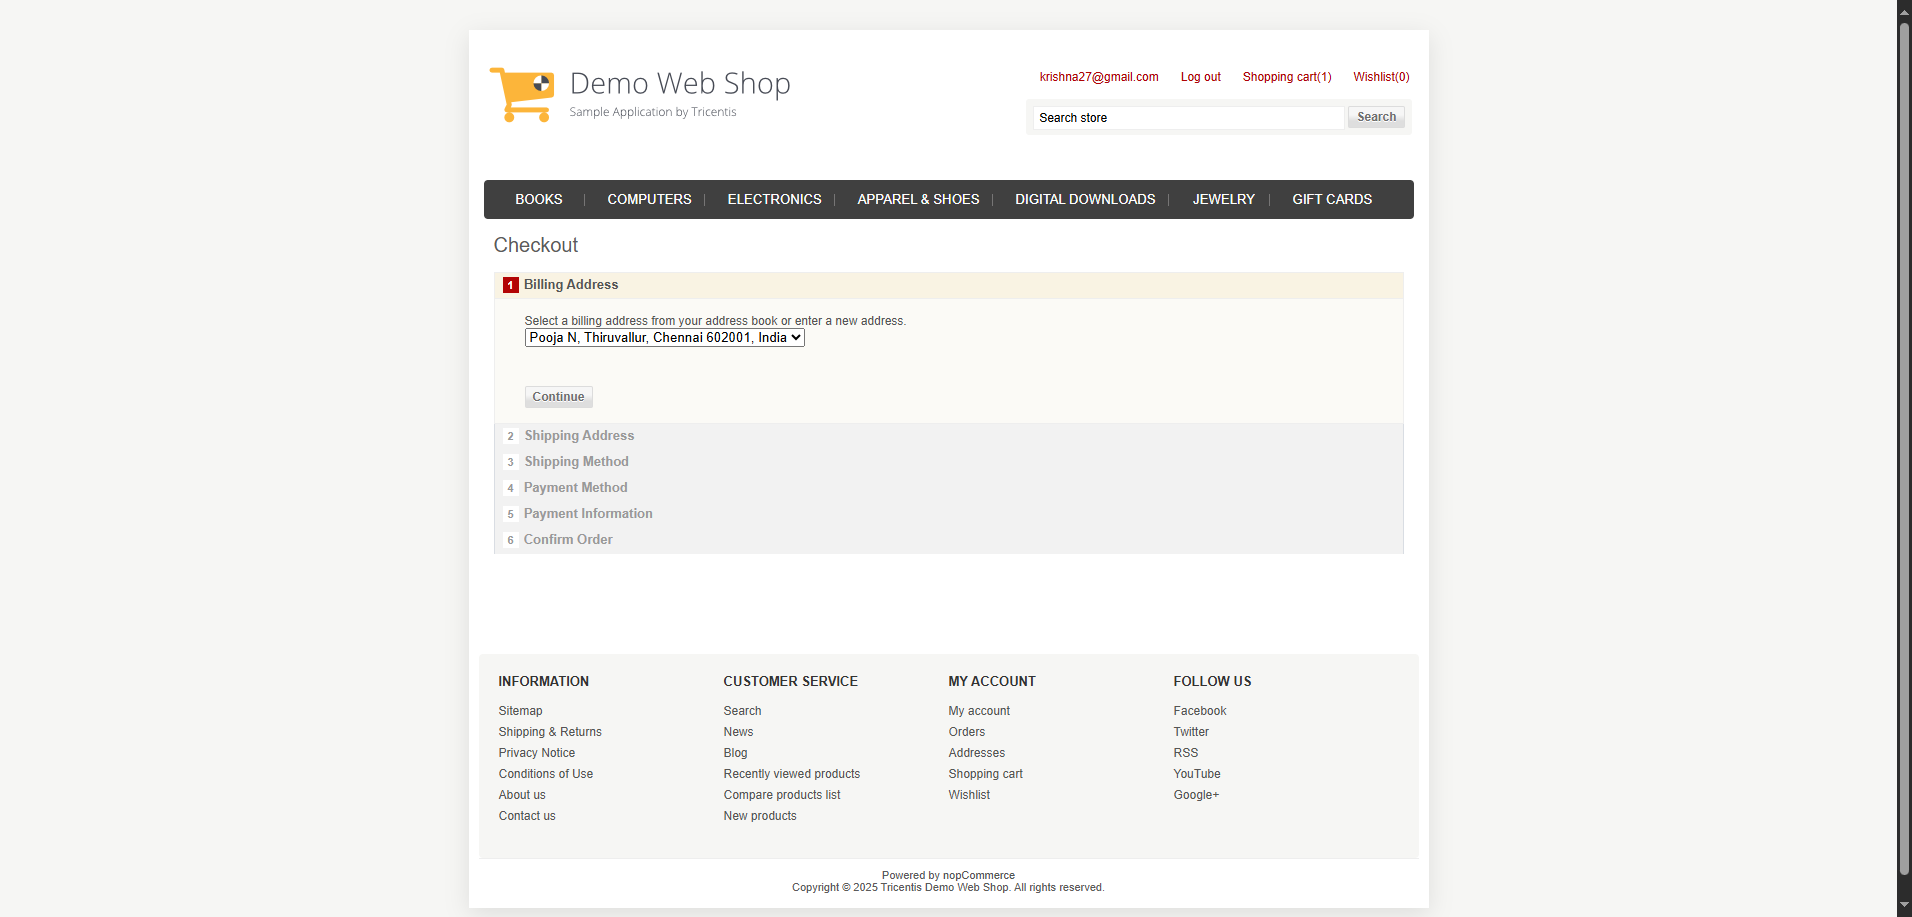 Demo Web Shop
Sample Application by Tricentis
krishna27@gmail.com Log out Shopping cart(1) Wishlist(0)
Search store Search
BOOKS COMPUTERS ELECTRONICS APPAREL & SHOES DIGITAL DOWNLOADS JEWELRY GIFT CARDS
Checkout
1 Billing Address
Select a billing address from your address book or enter a new address.
Pooja N, Thiruvallur, Chennai 602001, India
Continue
2 Shipping Address
3 Shipping Method
4 Payment Method
5 Payment Information
6 Confirm Order
INFORMATION
Sitemap
Shipping & Returns
Privacy Notice
Conditions of Use
About us
Contact us
CUSTOMER SERVICE
Search
News
Blog
Recently viewed products
Compare products list
New products
MY ACCOUNT
My account
Orders
Addresses
Shopping cart
Wishlist
FOLLOW US
Facebook
Twitter
RSS
YouTube
Google+
Powered by nopCommerce
Copyright © 2025 Tricentis Demo Web Shop. All rights reserved.